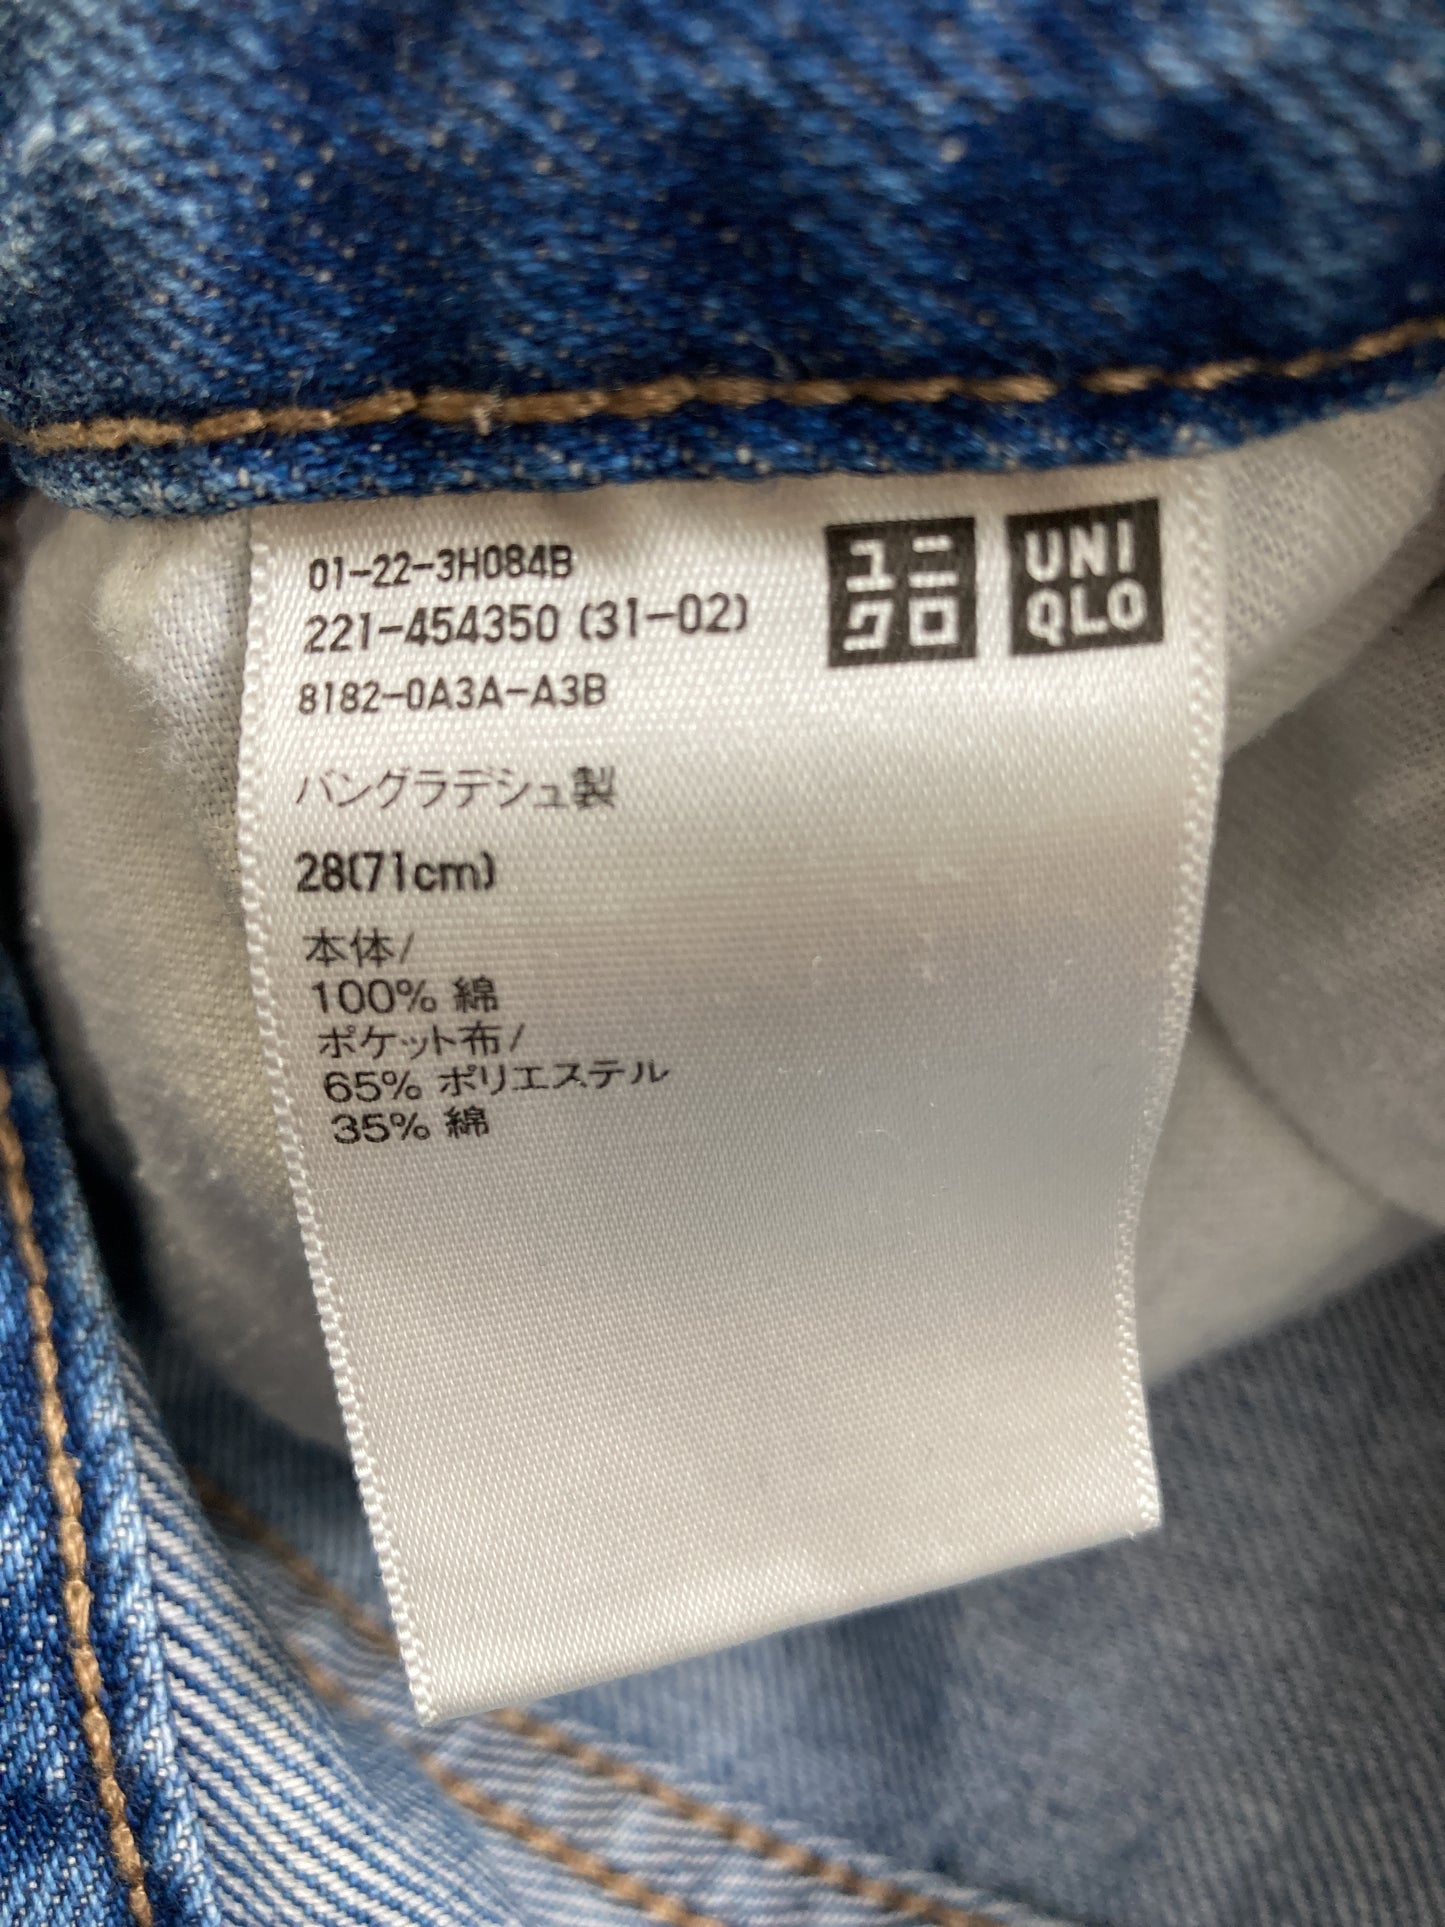 01-22-3H084B
221-454350 (31-02)
8182-0A3A-A3B
ユニ
クロ
UNI
QLO
バングラデシュ製
28(71cm)
本体/
100% 綿
ポケット布/
65% ポリエステル
35% 綿